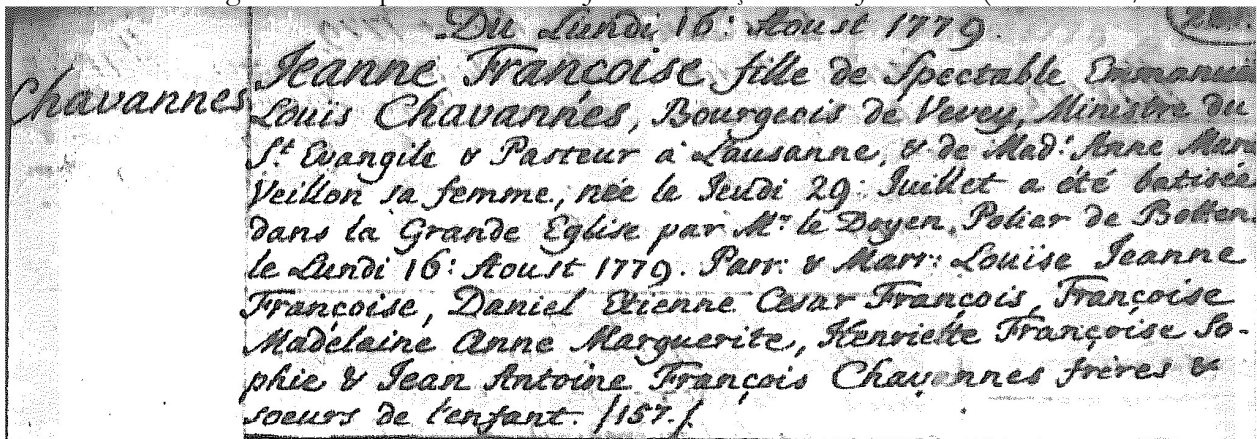 Du Lundi 16: Aoust 1779.
Chavannes
Jeanne Françoise fille de Spectable Emmanuel
Louis Chavannes, Bourgeois de Vevey, Ministre du
St Evangile & Pasteur a Lausanne, & de Mad: Anne Mar
Veillon sa femme, née le Jeudi 29: Juillet a été batisée
dans la Grande Eglise par Mr le Doyen Polier de Botten.
le Lundi 16: Aoust 1779. Parr: & Marr: Louïse Jeanne
Françoise, Daniel Etienne Cesar François, Françoise
Madelaine Anne Marguerite, Henriette Françoise So-
phie & Jean Antoine François Chavannes frères &
soeurs de l'enfant. /157./